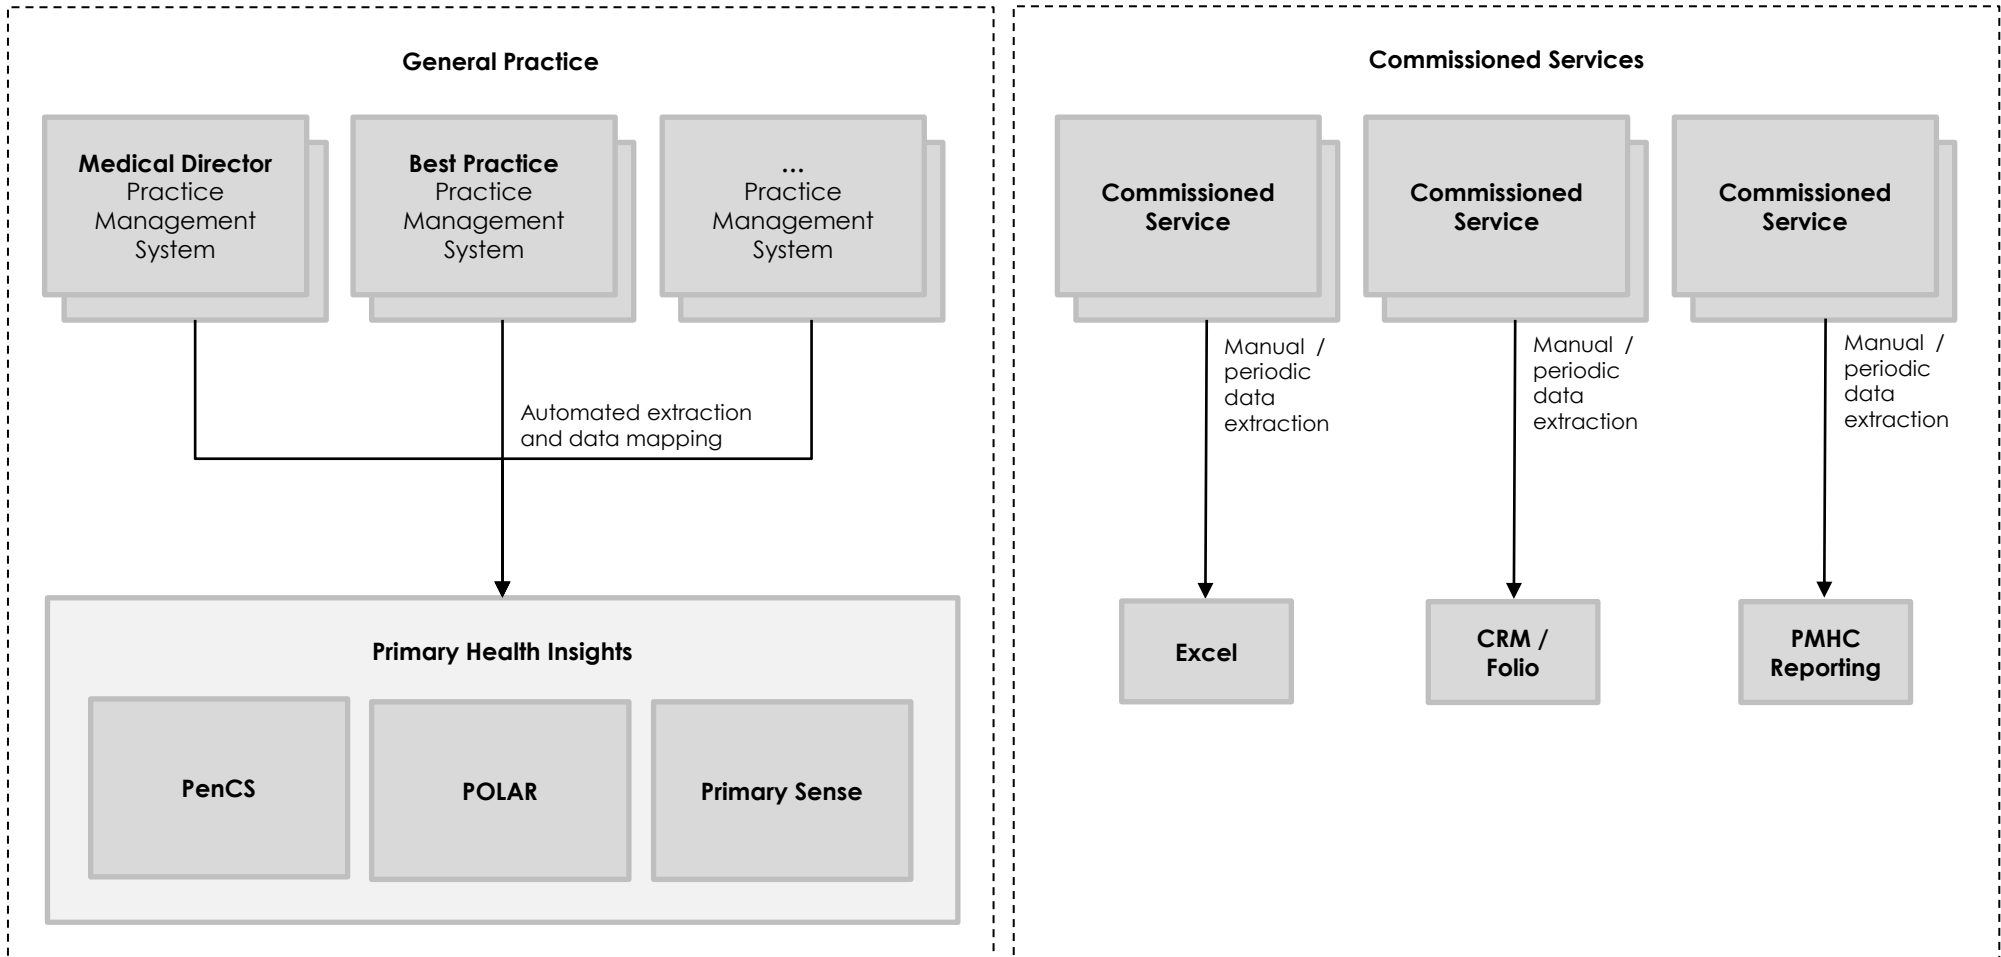 General Practice
Medical Director
Practice
Management
System
Best Practice
Practice
Management
System
...
Practice
Management
System
Automated extraction
and data mapping
Primary Health Insights
PenCS
POLAR
Primary Sense
Commissioned Services
Commissioned
Service
Commissioned
Service
Commissioned
Service
Manual /
periodic
data
extraction
Manual /
periodic
data
extraction
Manual /
periodic
data
extraction
Excel
CRM /
Folio
PMHC
Reporting